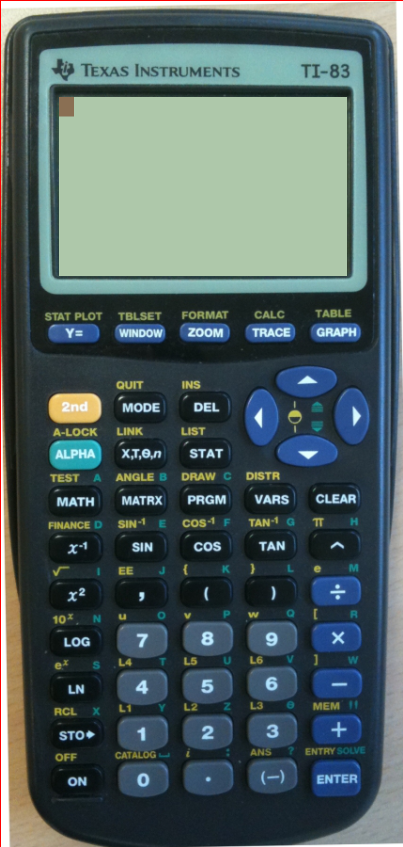 TEXAS INSTRUMENTS TI-83
STAT PLOT TBLSET FORMAT CALC TABLE
Y= WINDOW ZOOM TRACE GRAPH
QUIT INS
2nd MODE DEL
A-LOCK LINK LIST
ALPHA X,T,Θ,n STAT
TEST A ANGLE B DRAW C DISTR
MATH MATRX PRGM VARS CLEAR
FINANCE D SIN⁻¹ E COS⁻¹ F TAN⁻¹ G π H
x⁻¹ SIN COS TAN ^
√‾ I EE J { K } L e M
x² , ( ) ÷
10ˣ N u O v P w Q [ R
LOG 7 8 9 ×
eˣ S L4 T L5 U L6 V ] W
LN 4 5 6 −
RCL X L1 Y L2 Z L3 Θ MEM "
STO➧ 1 2 3 +
OFF CATALOG ⎵ i : ANS ? ENTRY SOLVE
ON 0 . (−) ENTER